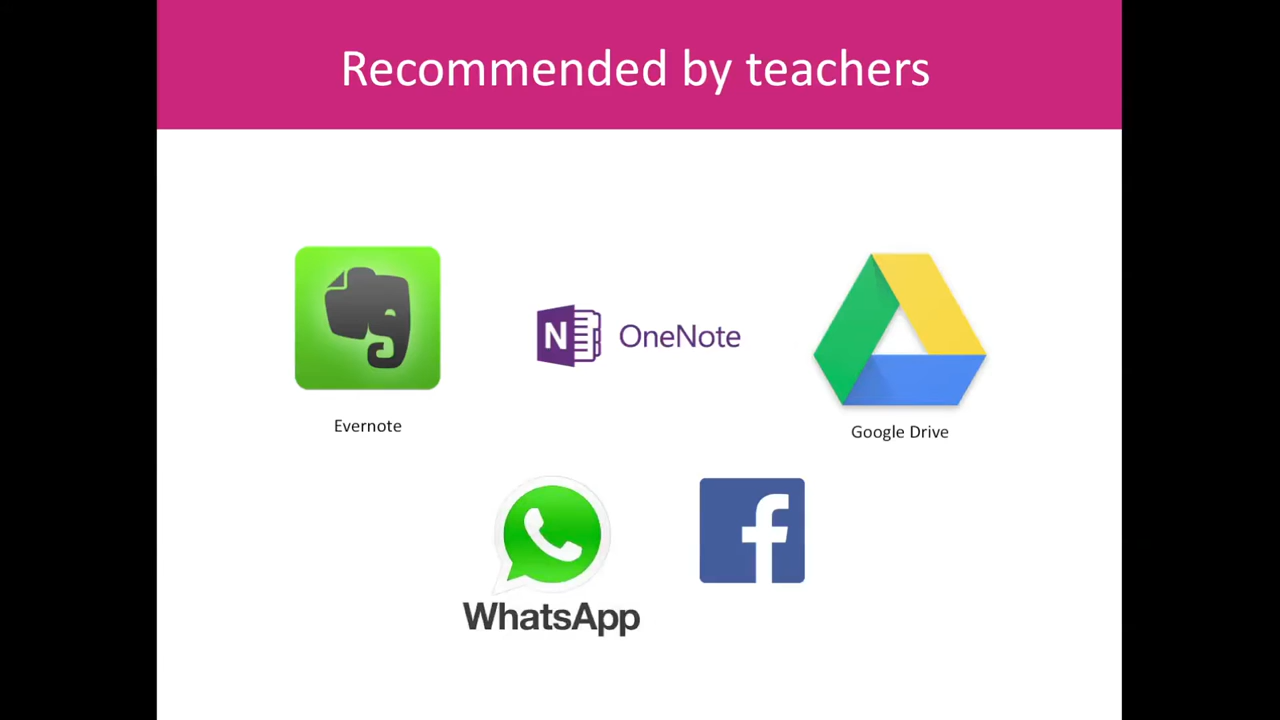 Recommended by teachers
N OneNote
Evernote
Google Drive
f
WhatsApp